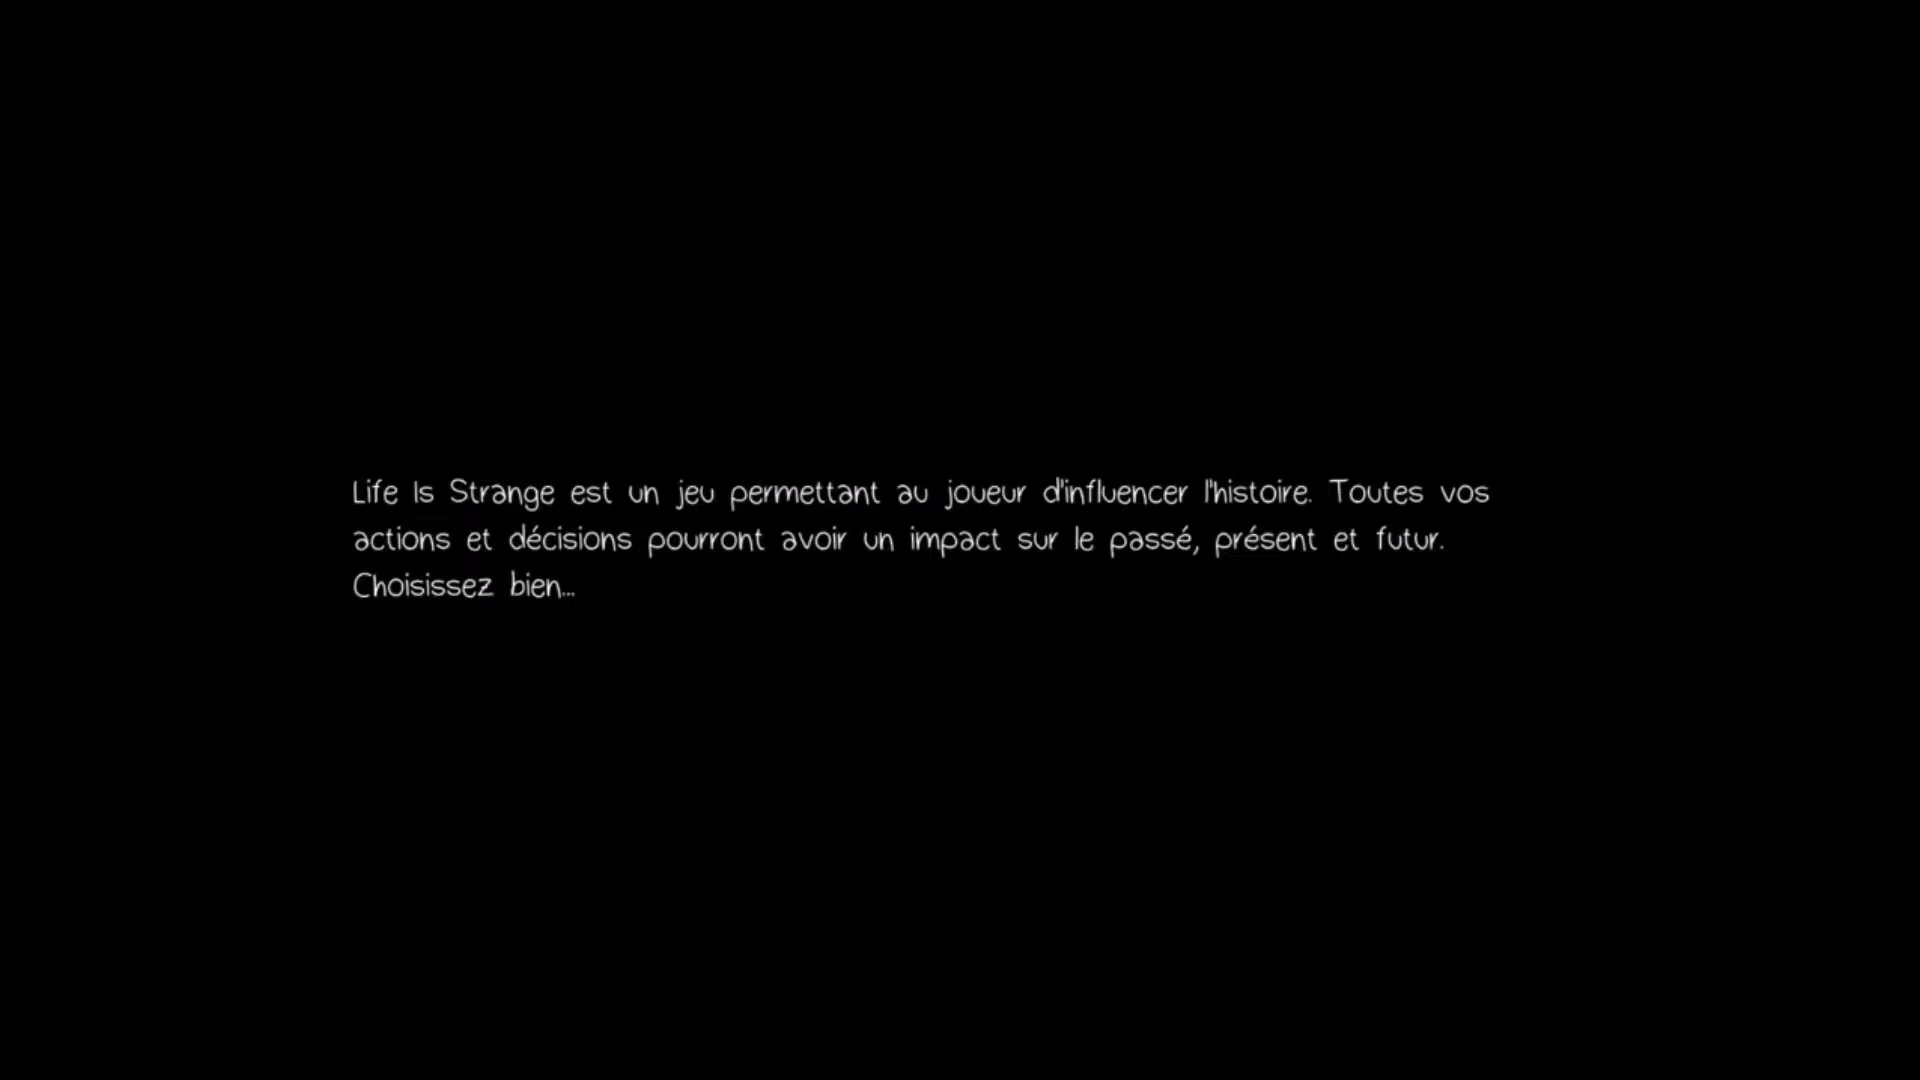 Life Is Strange est un jeu permettant au joueur d'influencer l'histoire. Toutes vos
actions et décisions pourront avoir un impact sur le passé, présent et futur.
Choisissez bien...